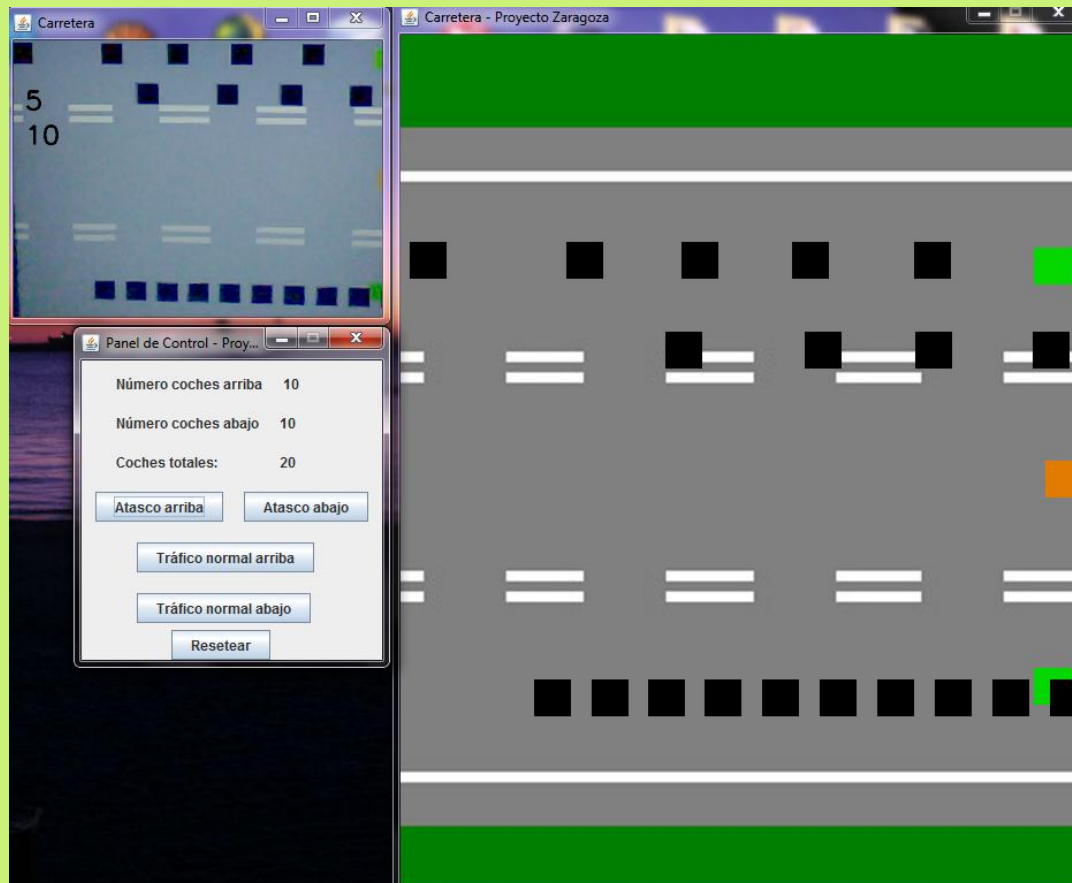 Carretera
5
10
Carretera - Proyecto Zaragoza
Panel de Control - Proy...
Número coches arriba 10
Número coches abajo 10
Coches totales: 20
Atasco arriba Atasco abajo
Tráfico normal arriba
Tráfico normal abajo
Resetear